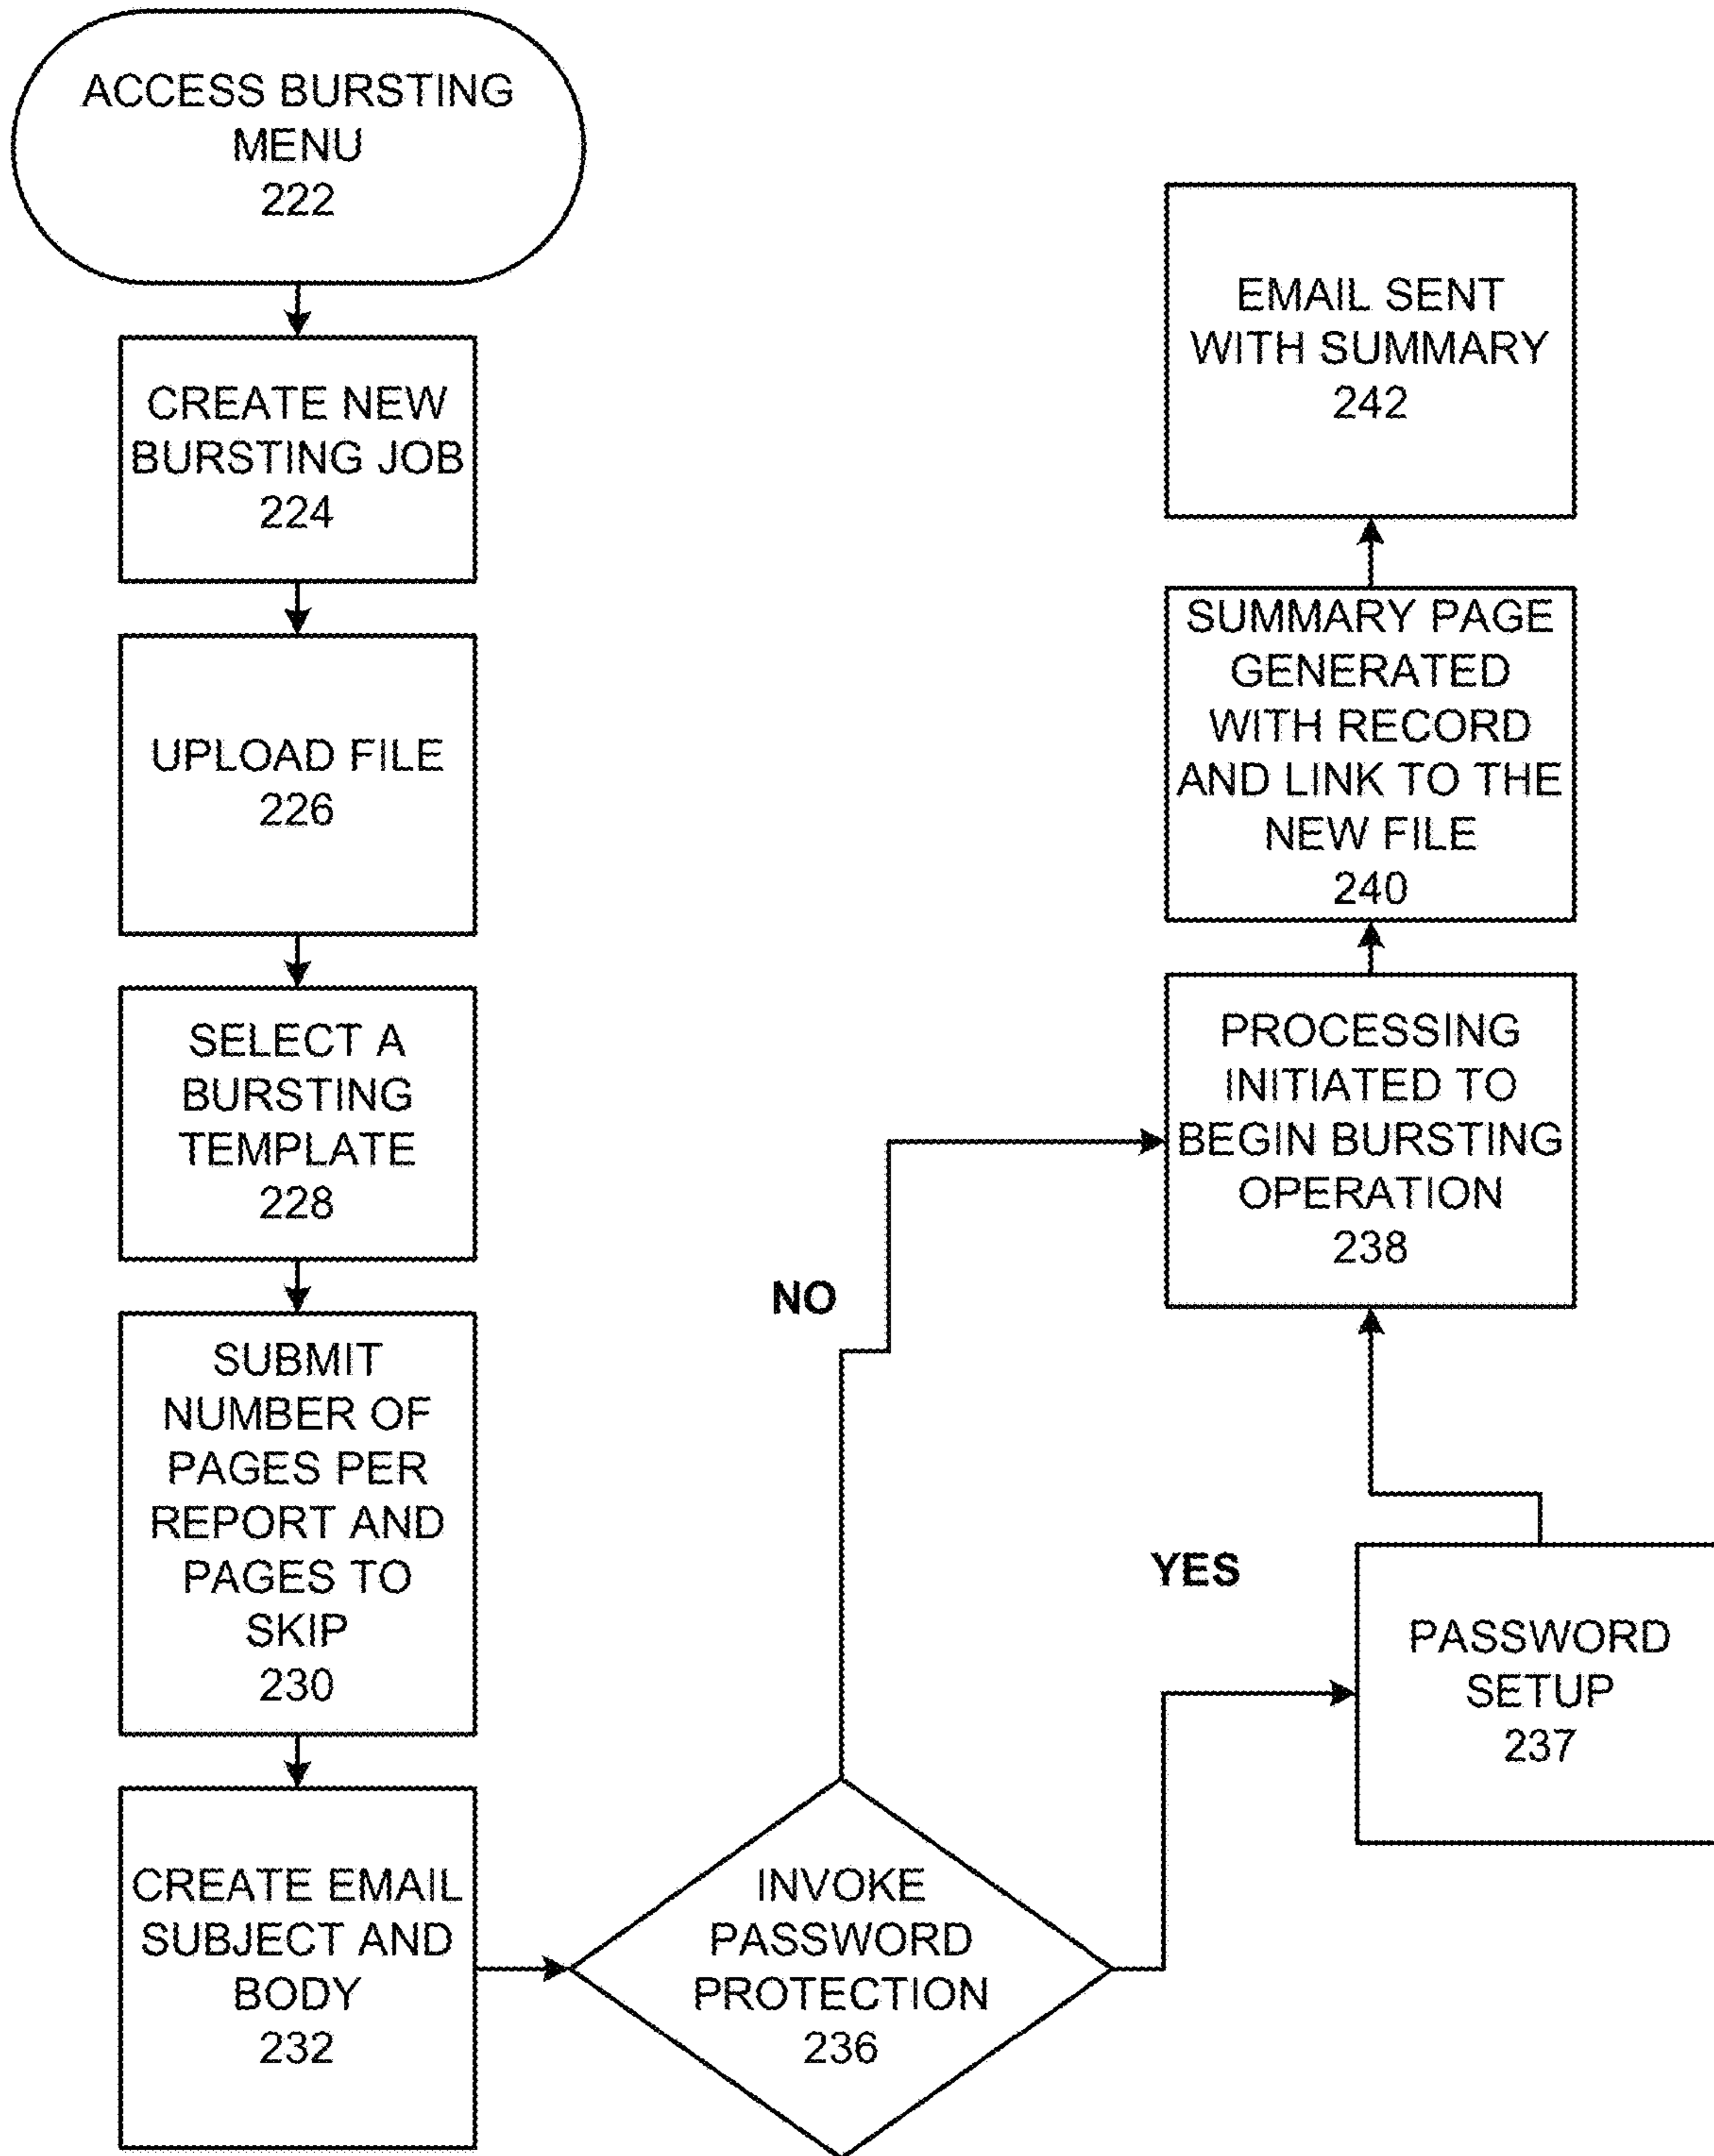 ACCESS BURSTING
MENU
222
CREATE NEW
BURSTING JOB
224
UPLOAD FILE
226
SELECT A
BURSTING
TEMPLATE
228
SUBMIT
NUMBER OF
PAGES PER
REPORT AND
PAGES TO
SKIP
230
CREATE EMAIL
SUBJECT AND
BODY
232
INVOKE
PASSWORD
PROTECTION
236
NO
YES
PASSWORD
SETUP
237
PROCESSING
INITIATED TO
BEGIN BURSTING
OPERATION
238
SUMMARY PAGE
GENERATED
WITH RECORD
AND LINK TO THE
NEW FILE
240
EMAIL SENT
WITH SUMMARY
242